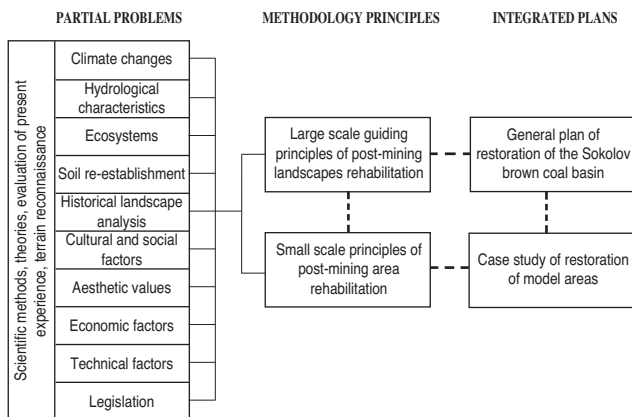 PARTIAL PROBLEMS
METHODOLOGY PRINCIPLES
INTEGRATED PLANS
Scientific methods, theories, evaluation of present
experience, terrain reconnaissance
Climate changes
Hydrological
characteristics
Ecosystems
Soil re-establishment
Historical landscape
analysis
Cultural and social
factors
Aesthetic values
Economic factors
Technical factors
Legislation
Large scale guiding
principles of post-mining
landscapes rehabilitation
Small scale principles of
post-mining area
rehabilitation
General plan of
restoration of the Sokolov
brown coal basin
Case study of restoration
of model areas